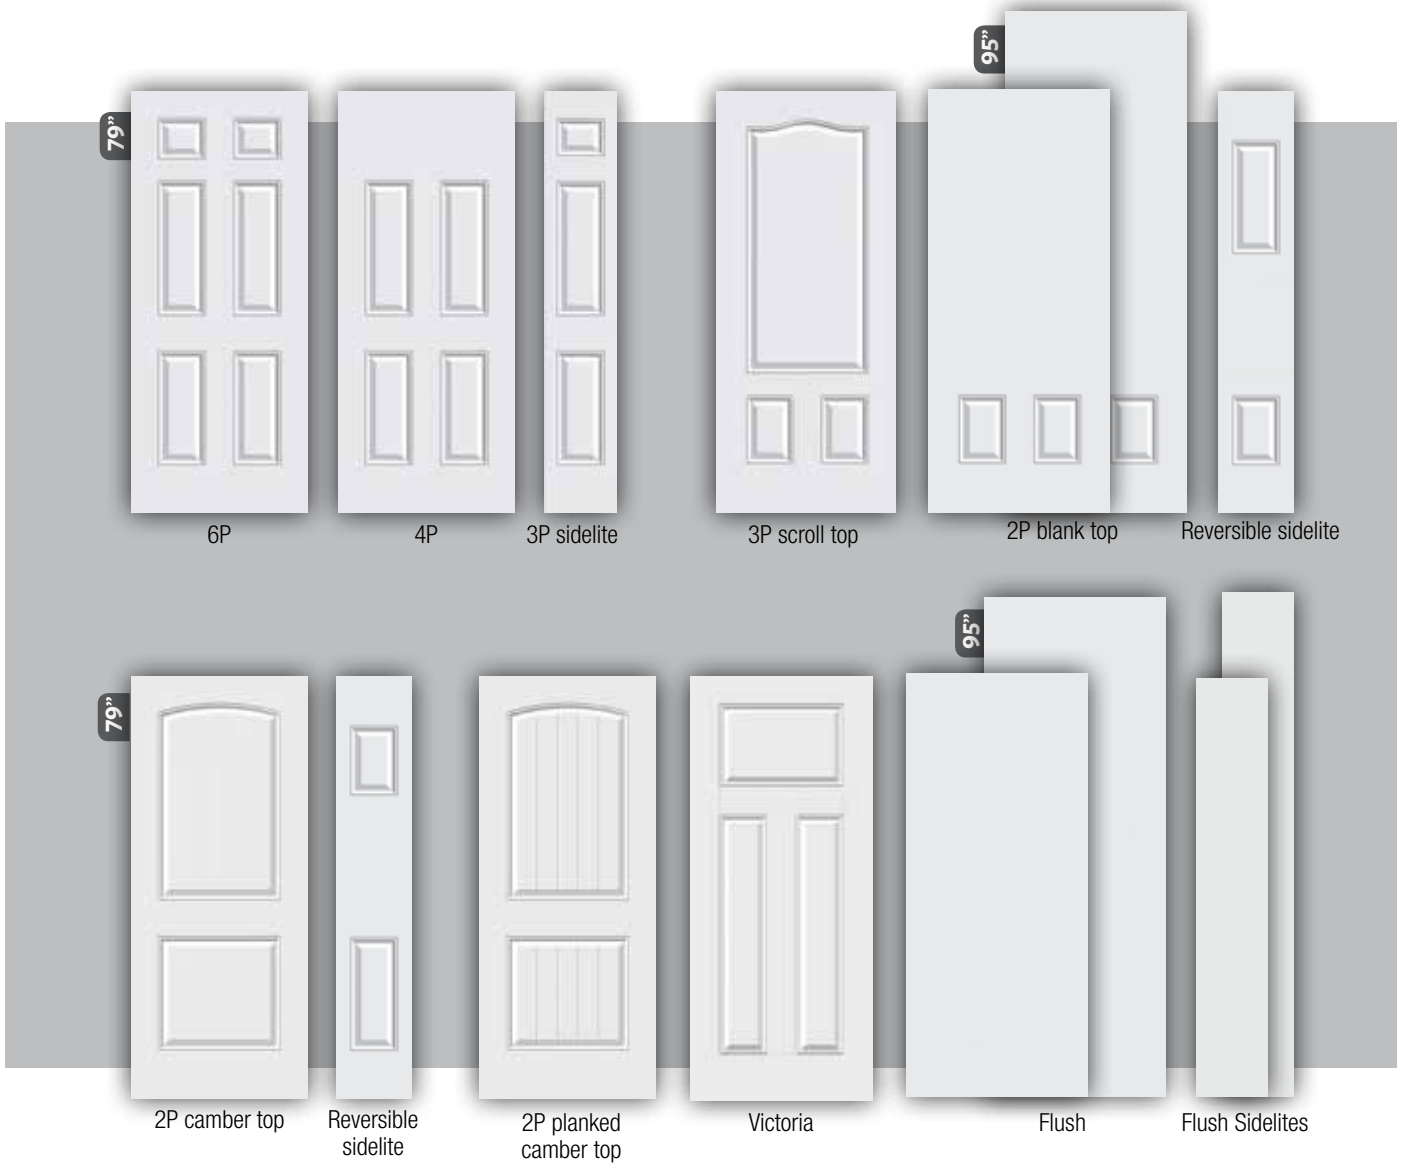 95”
79”
6P
4P
3P sidelite
3P scroll top
2P blank top
Reversible sidelite
95”
79”
2P camber top
Reversible
sidelite
2P planked
camber top
Victoria
Flush
Flush Sidelites